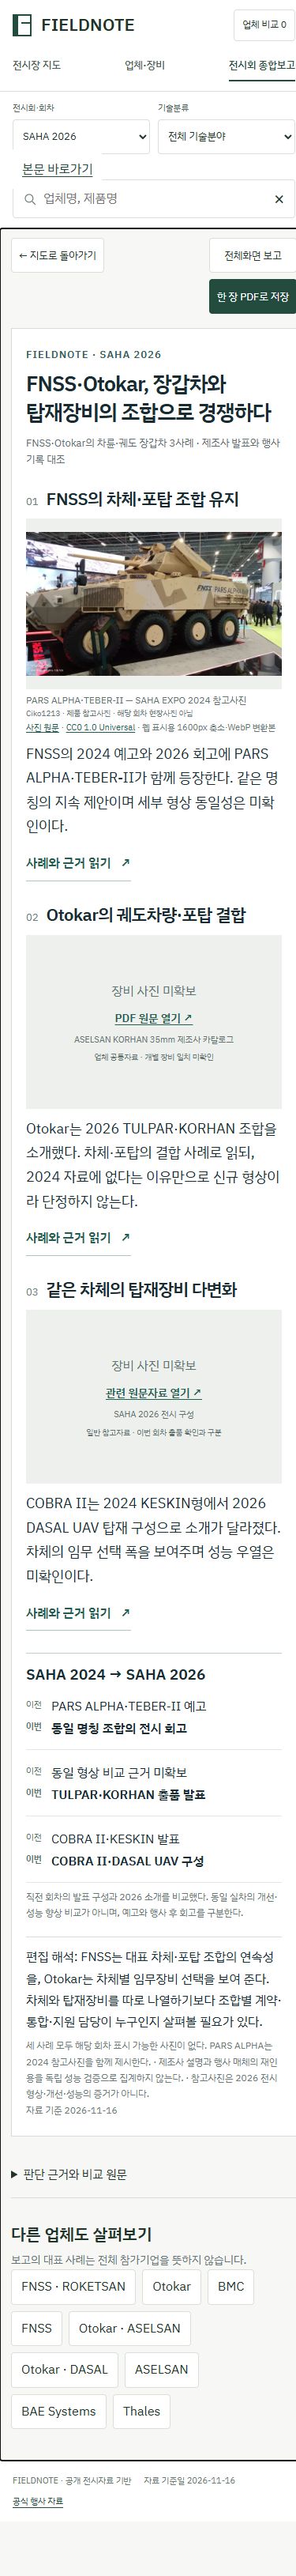 FIELDNOTE
업체 비교 0
전시장 지도
업체·장비
전시회 종합보고
전시회·회차
기술분류
SAHA 2026
전체 기술분야
본문 바로가기
업체명, 제품명
← 지도로 돌아가기
전체화면 보고
한 장 PDF로 저장
FIELDNOTE · SAHA 2026
FNSS·Otokar, 장갑차와
탑재장비의 조합으로 경쟁하다
FNSS·Otokar의 차륜·궤도 장갑차 3사례 · 제조사 발표와 행사
기록 대조
01 FNSS의 차체·포탑 조합 유지
PARS ALPHA·TEBER-II — SAHA EXPO 2024 참고사진
Ciko1213 · 제품 참고사진 · 해당 회차 현장사진 아님
사진 원문 · CC0 1.0 Universal · 웹 표시용 1600px 축소·WebP 변환본
FNSS의 2024 예고와 2026 회고에 PARS
ALPHA·TEBER-II가 함께 등장한다. 같은 명
칭의 지속 제안이며 세부 형상 동일성은 미확
인이다.
사례와 근거 읽기 ↗
02 Otokar의 궤도차량·포탑 결합
장비 사진 미확보
PDF 원문 열기 ↗
ASELSAN KORHAN 35mm 제조사 카탈로그
업체 공통자료 · 개별 장비 일치 미확인
Otokar는 2026 TULPAR·KORHAN 조합을
소개했다. 차체·포탑의 결합 사례로 읽되,
2024 자료에 없다는 이유만으로 신규 형상이
라 단정하지 않는다.
사례와 근거 읽기 ↗
03 같은 차체의 탑재장비 다변화
장비 사진 미확보
관련 원문자료 열기 ↗
SAHA 2026 전시 구성
일반 참고자료 · 이번 회차 출품 확인과 구분
COBRA II는 2024 KESKIN형에서 2026
DASAL UAV 탑재 구성으로 소개가 달라졌다.
차체의 임무 선택 폭을 보여주며 성능 우열은
미확인이다.
사례와 근거 읽기 ↗
SAHA 2024 → SAHA 2026
이전 PARS ALPHA·TEBER-II 예고
이번 동일 명칭 조합의 전시 회고
이전 동일 형상 비교 근거 미확보
이번 TULPAR·KORHAN 출품 발표
이전 COBRA II·KESKIN 발표
이번 COBRA II·DASAL UAV 구성
직전 회차의 발표 구성과 2026 소개를 비교했다. 동일 실차의 개선·
성능 향상 비교가 아니며, 예고와 행사 후 회고를 구분한다.
편집 해석: FNSS는 대표 차체·포탑 조합의 연속성
을, Otokar는 차체별 임무장비 선택을 보여 준다.
차체와 탑재장비를 따로 나열하기보다 조합별 계약·
통합·지원 담당이 누구인지 살펴볼 필요가 있다.
세 사례 모두 해당 회차 표시 가능한 사진이 없다. PARS ALPHA는
2024 참고사진을 함께 제시한다. · 제조사 설명과 행사 매체의 재인
용을 독립 성능 검증으로 집계하지 않는다. · 참고사진은 2026 전시
형상·개선·성능의 증거가 아니다.
자료 기준 2026-11-16
▶ 판단 근거와 비교 원문
다른 업체도 살펴보기
보고의 대표 사례는 전체 참가기업을 뜻하지 않습니다.
FNSS · ROKETSAN
Otokar
BMC
FNSS
Otokar · ASELSAN
Otokar · DASAL
ASELSAN
BAE Systems
Thales
FIELDNOTE · 공개 전시자료 기반
자료 기준일 2026-11-16
공식 행사 자료